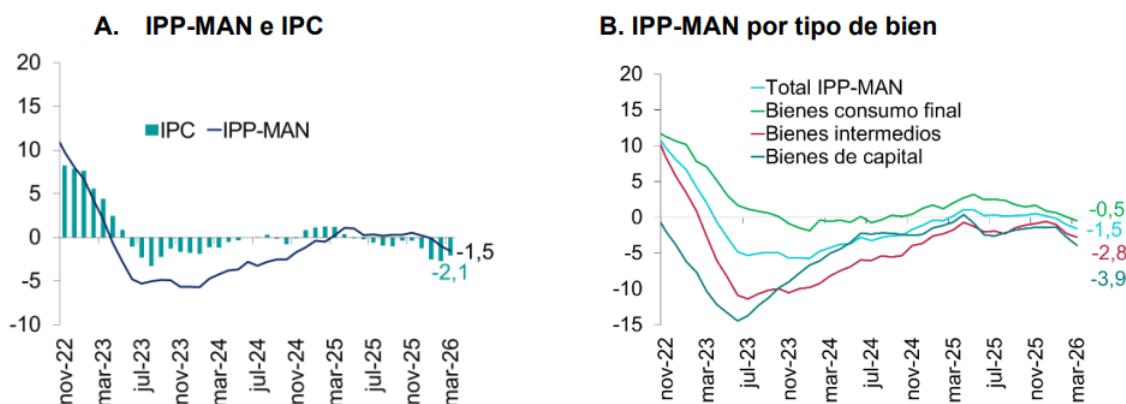 A. IPP-MAN e IPC
20
15
10
5
0
-5
-10
IPC IPP-MAN
-1,5
-2,1
nov-22
mar-23
jul-23
nov-23
mar-24
jul-24
nov-24
mar-25
jul-25
nov-25
mar-26
B. IPP-MAN por tipo de bien
20
15
10
5
0
-5
-10
-15
Total IPP-MAN
Bienes consumo final
Bienes intermedios
Bienes de capital
-0,5
-1,5
-2,8
-3,9
nov-22
mar-23
jul-23
nov-23
mar-24
jul-24
nov-24
mar-25
jul-25
nov-25
mar-26